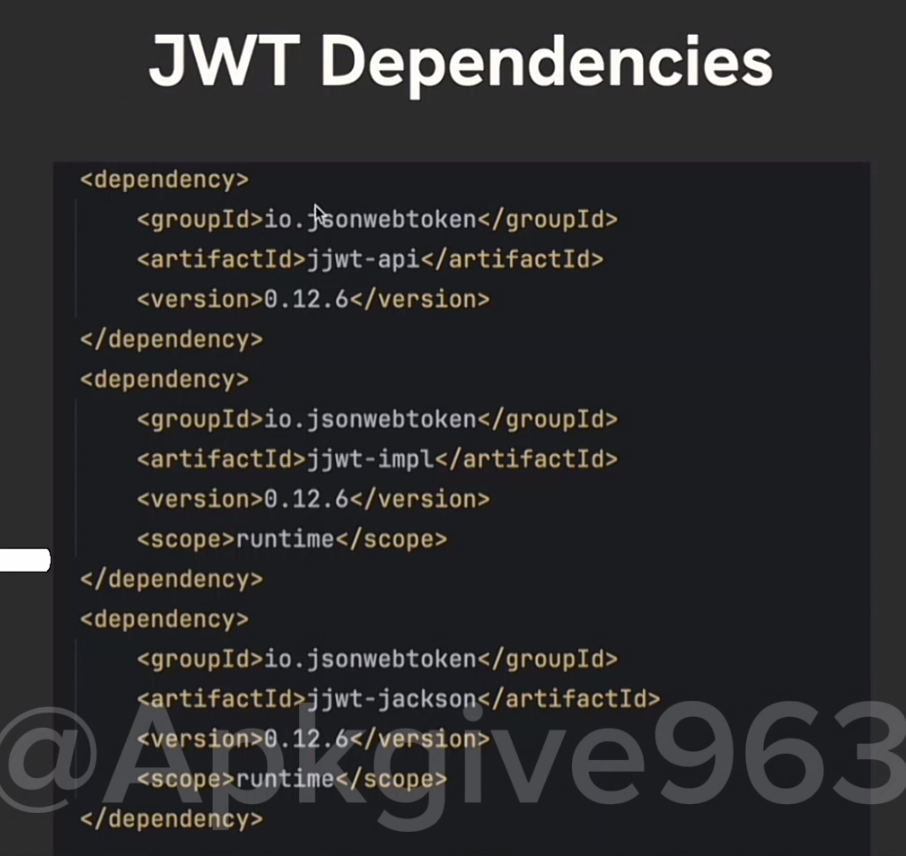 JWT Dependencies
<dependency>
<groupId>io.jsonwebtoken</groupId>
<artifactId>jjwt-api</artifactId>
<version>0.12.6</version>
</dependency>
<dependency>
<groupId>io.jsonwebtoken</groupId>
<artifactId>jjwt-impl</artifactId>
<version>0.12.6</version>
<scope>runtime</scope>
</dependency>
<dependency>
<groupId>io.jsonwebtoken</groupId>
<artifactId>jjwt-jackson</artifactId>
<version>0.12.6</version>
<scope>runtime</scope>
</dependency>
@Apkgive963